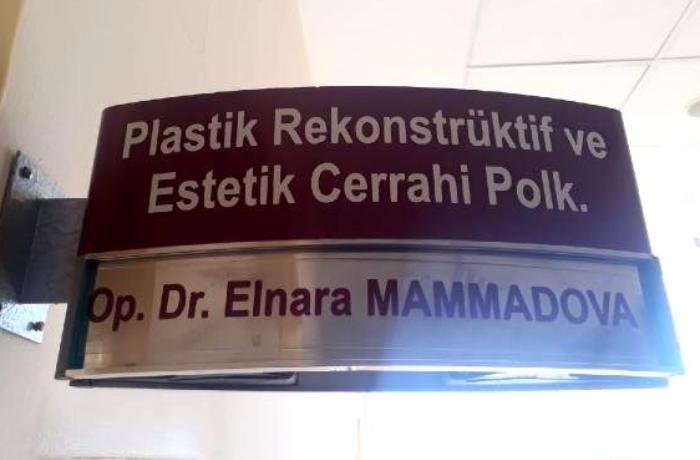 Plastik Rekonstrüktif ve
Estetik Cerrahi Polk.
Op. Dr. Elnara MAMMADOVA